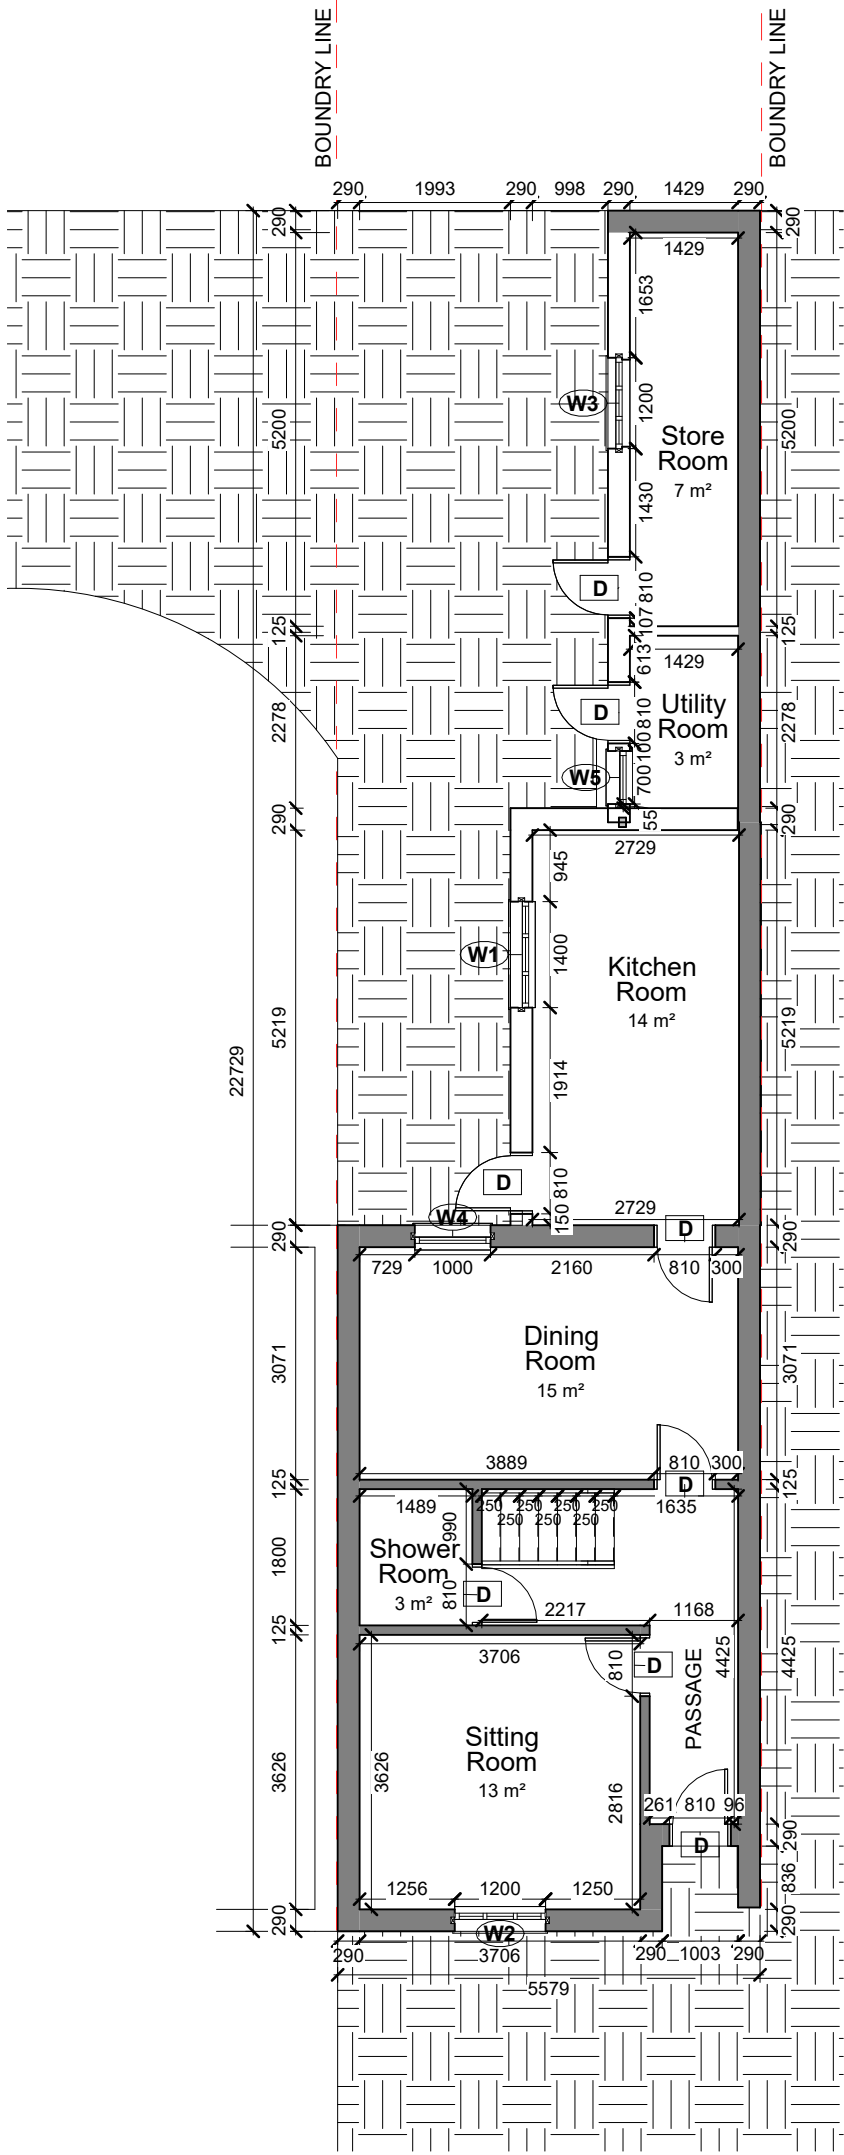 BOUNDRY LINE
BOUNDRY LINE
290, 1993 290, 998 290, 1429 290,
290
290
1429
1653
1200
1430
W3
5200
5200
Store
Room
7 m²
D
810
107
125
125
1429
613
Utility
Room
3 m²
D
810
100
2278
2278
W5
700
55
290
290
2729
945
W1
1400
Kitchen
Room
14 m²
5219
5219
22729
1914
D
810
150
2729
W4
D
290
290
729 1000 2160 810 300
Dining
Room
15 m²
3071
3071
3889 810 300
D
125
125
1489
250 250 250 250
250 250 250
1635
990
Shower
Room
3 m²
1800
810
D
2217 1168
125
3706
810
D
4425
4425
PASSAGE
Sitting
Room
13 m²
3626
3626
2816
261 810 96
D
290
836
1256 1200 1250
290
290
W2
290 3706 290 1003 290
5579